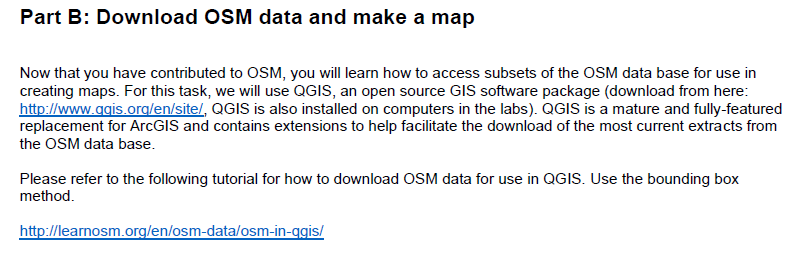 Part B: Download OSM data and make a map
Now that you have contributed to OSM, you will learn how to access subsets of the OSM data base for use in
creating maps. For this task, we will use QGIS, an open source GIS software package (download from here:
http://www.qgis.org/en/site/, QGIS is also installed on computers in the labs). QGIS is a mature and fully-featured
replacement for ArcGIS and contains extensions to help facilitate the download of the most current extracts from
the OSM data base.
Please refer to the following tutorial for how to download OSM data for use in QGIS. Use the bounding box
method.
http://learnosm.org/en/osm-data/osm-in-qgis/